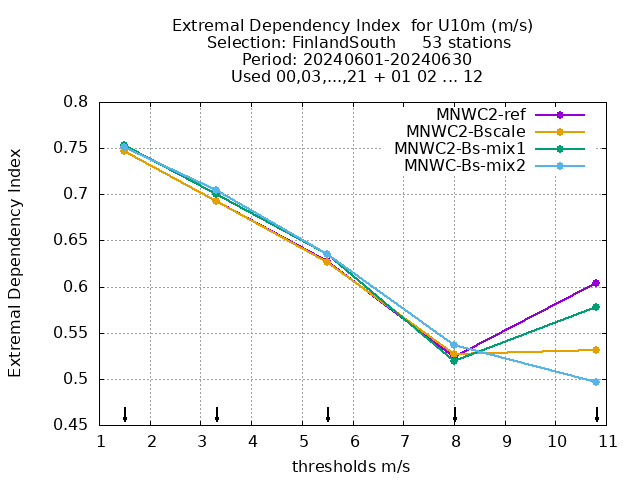 Extremal Dependency Index  for U10m (m/s)
Selection: FinlandSouth     53 stations
Period: 20240601-20240630
Used 00,03,...,21 + 01 02 ... 12
Extremal Dependency Index
0.8
0.75
0.7
0.65
0.6
0.55
0.5
0.45
MNWC2-ref
MNWC2-Bscale
MNWC2-Bs-mix1
MNWC-Bs-mix2
1 2 3 4 5 6 7 8 9 10 11
thresholds m/s